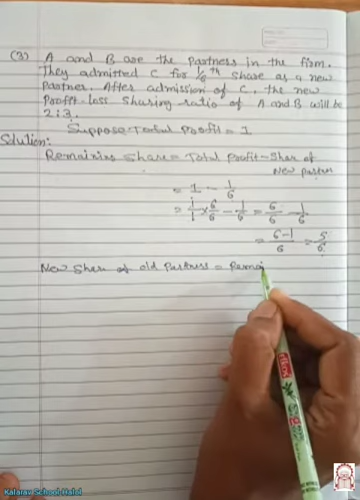 (3) A and B are the Partners in the firm.
They admitted C for 1/6th share as a new
Partner. After admission of C, the new
Profit-loss sharing ratio of A and B will be
2:3.
Suppose Total Profit = 1
Solution:
Remaining Share = Total Profit - Share of
New partner
= 1 - 1/6
= 1/1 × 6/6 - 1/6 = 6/6 - 1/6
= 6-1/6 = 5/6
New Share of old Partners = Remai
Kalarav School Halol